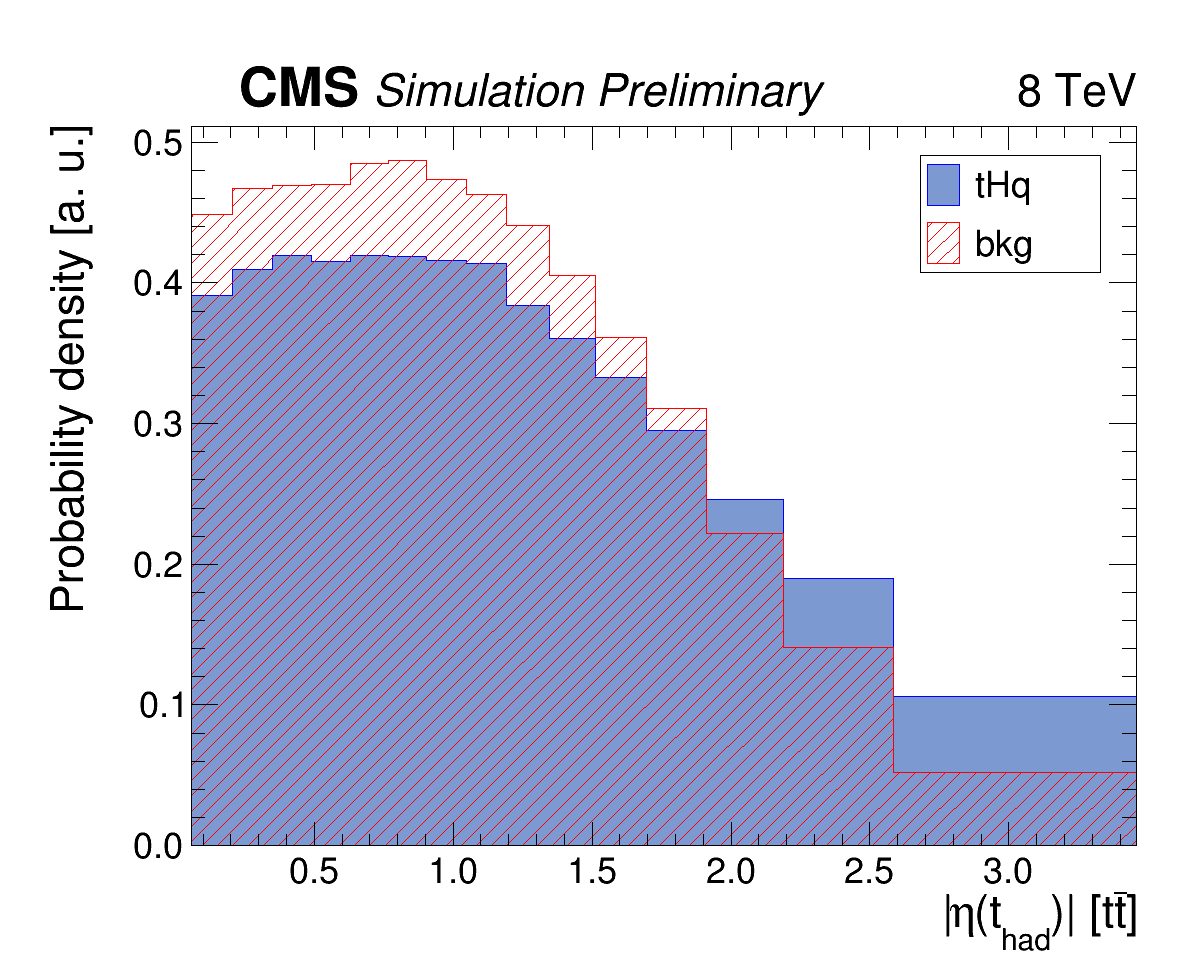 CMS Simulation Preliminary 8 TeV
Probability density [a. u.]
0.5
0.4
0.3
0.2
0.1
0.0
tHq
bkg
0.5 1.0 1.5 2.0 2.5 3.0
|η(t_had)| [tt̄]